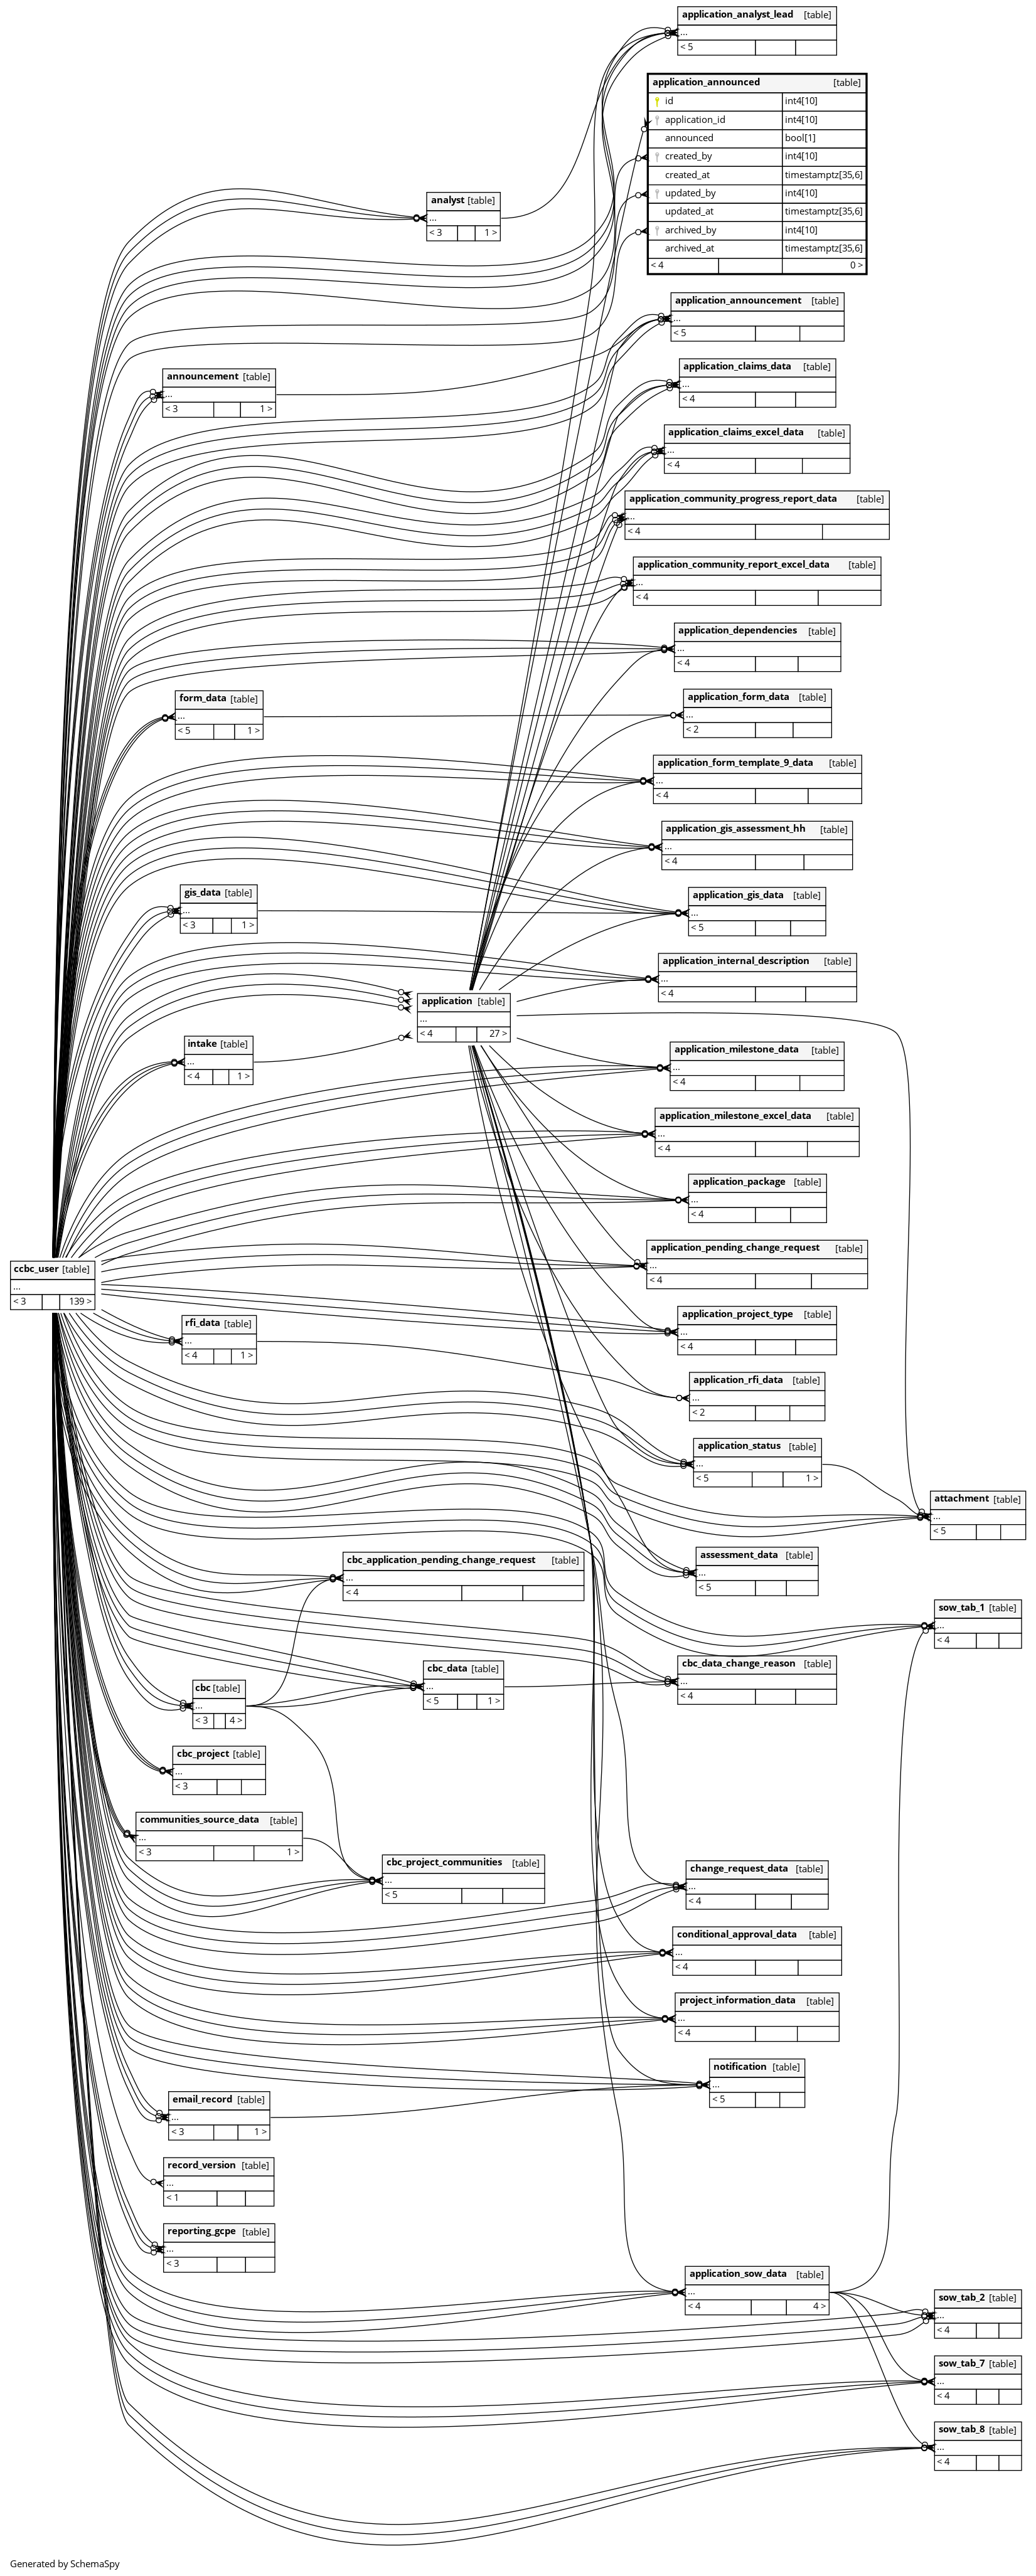 application_analyst_lead [table]
...
< 5
application_announced [table]
id int4[10]
application_id int4[10]
announced bool[1]
created_by int4[10]
created_at timestamptz[35,6]
updated_by int4[10]
updated_at timestamptz[35,6]
archived_by int4[10]
archived_at timestamptz[35,6]
< 4 0 >
analyst [table]
...
< 3 1 >
application_announcement [table]
...
< 5
announcement [table]
...
< 3 1 >
application_claims_data [table]
...
< 4
application_claims_excel_data [table]
...
< 4
application_community_progress_report_data [table]
...
< 4
application_community_report_excel_data [table]
...
< 4
application_dependencies [table]
...
< 4
form_data [table]
...
< 5 1 >
application_form_data [table]
...
< 2
application_form_template_9_data [table]
...
< 4
application_gis_assessment_hh [table]
...
< 4
gis_data [table]
...
< 3 1 >
application_gis_data [table]
...
< 5
application_internal_description [table]
...
< 4
application [table]
...
< 4 27 >
intake [table]
...
< 4 1 >
application_milestone_data [table]
...
< 4
application_milestone_excel_data [table]
...
< 4
application_package [table]
...
< 4
application_pending_change_request [table]
...
< 4
ccbc_user [table]
...
< 3 139 >
application_project_type [table]
...
< 4
rfi_data [table]
...
< 4 1 >
application_rfi_data [table]
...
< 2
application_status [table]
...
< 5 1 >
attachment [table]
...
< 5
assessment_data [table]
...
< 5
cbc_application_pending_change_request [table]
...
< 4
sow_tab_1 [table]
...
< 4
cbc_data_change_reason [table]
...
< 4
cbc_data [table]
...
< 5 1 >
cbc [table]
...
< 3 4 >
cbc_project [table]
...
< 3
communities_source_data [table]
...
< 3 1 >
cbc_project_communities [table]
...
< 5
change_request_data [table]
...
< 4
conditional_approval_data [table]
...
< 4
project_information_data [table]
...
< 4
notification [table]
...
< 5
email_record [table]
...
< 3 1 >
record_version [table]
...
< 1
reporting_gcpe [table]
...
< 3
application_sow_data [table]
...
< 4 4 >
sow_tab_2 [table]
...
< 4
sow_tab_7 [table]
...
< 4
sow_tab_8 [table]
...
< 4
Generated by SchemaSpy